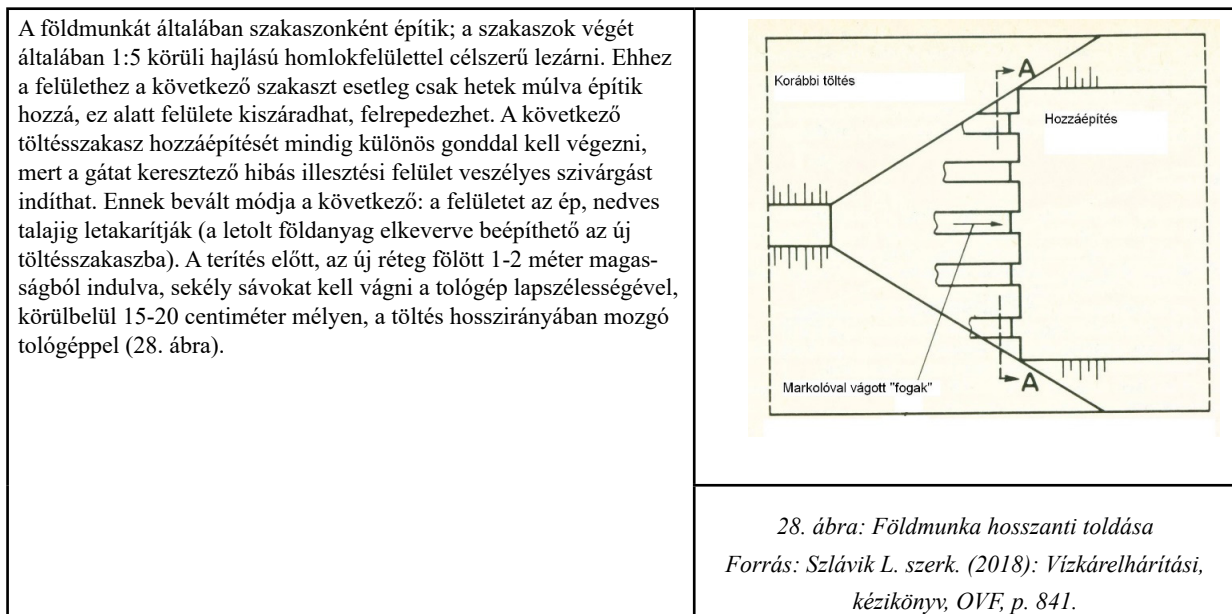 A földmunkát általában szakaszonként építik; a szakaszok végét
általában 1:5 körüli hajlású homlokfelülettel célszerű lezárni. Ehhez
a felülethez a következő szakaszt esetleg csak hetek múlva építik
hozzá, ez alatt felülete kiszáradhat, felrepedezhet. A következő
töltésszakasz hozzáépítését mindig különös gonddal kell végezni,
mert a gátat keresztező hibás illesztési felület veszélyes szivárgást
indíthat. Ennek bevált módja a következő: a felületet az ép, nedves
talajig letakarítják (a letolt földanyag elkeverve beépíthető az új
töltésszakaszba). A terítés előtt, az új réteg fölött 1-2 méter magas-
ságból indulva, sekély sávokat kell vágni a tológép lapszélességével,
körülbelül 15-20 centiméter mélyen, a töltés hosszirányában mozgó
tológéppel (28. ábra).
A
Korábbi töltés
Hozzáépítés
Markolóval vágott "fogak"
A
28. ábra: Földmunka hosszanti toldása
Forrás: Szlávik L. szerk. (2018): Vízkárelhárítási,
kézikönyv, OVF, p. 841.